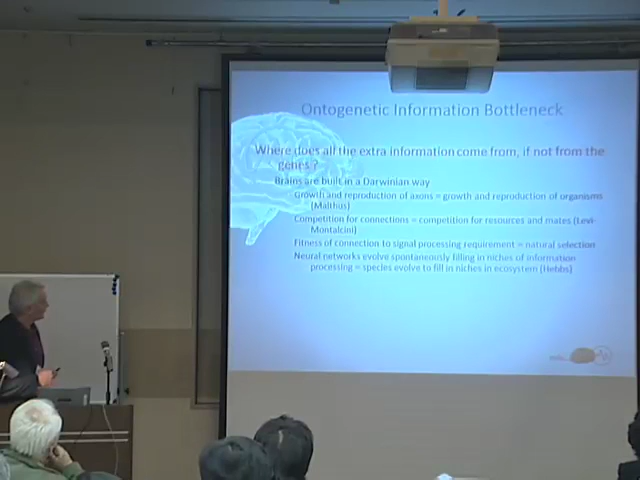 Ontogenetic Information Bottleneck
Where does all the extra information come from, if not from the
genes ?
Brains are built in a Darwinian way
Growth and reproduction of axons = growth and reproduction of organisms
(Malthus)
Competition for connections = competition for resources and mates (Levi-
Montalcini)
Fitness of connection to signal processing requirement = natural selection
Neural networks evolve spontaneously filling in niches of information
processing = species evolve to fill in niches in ecosystem (Hebbs)